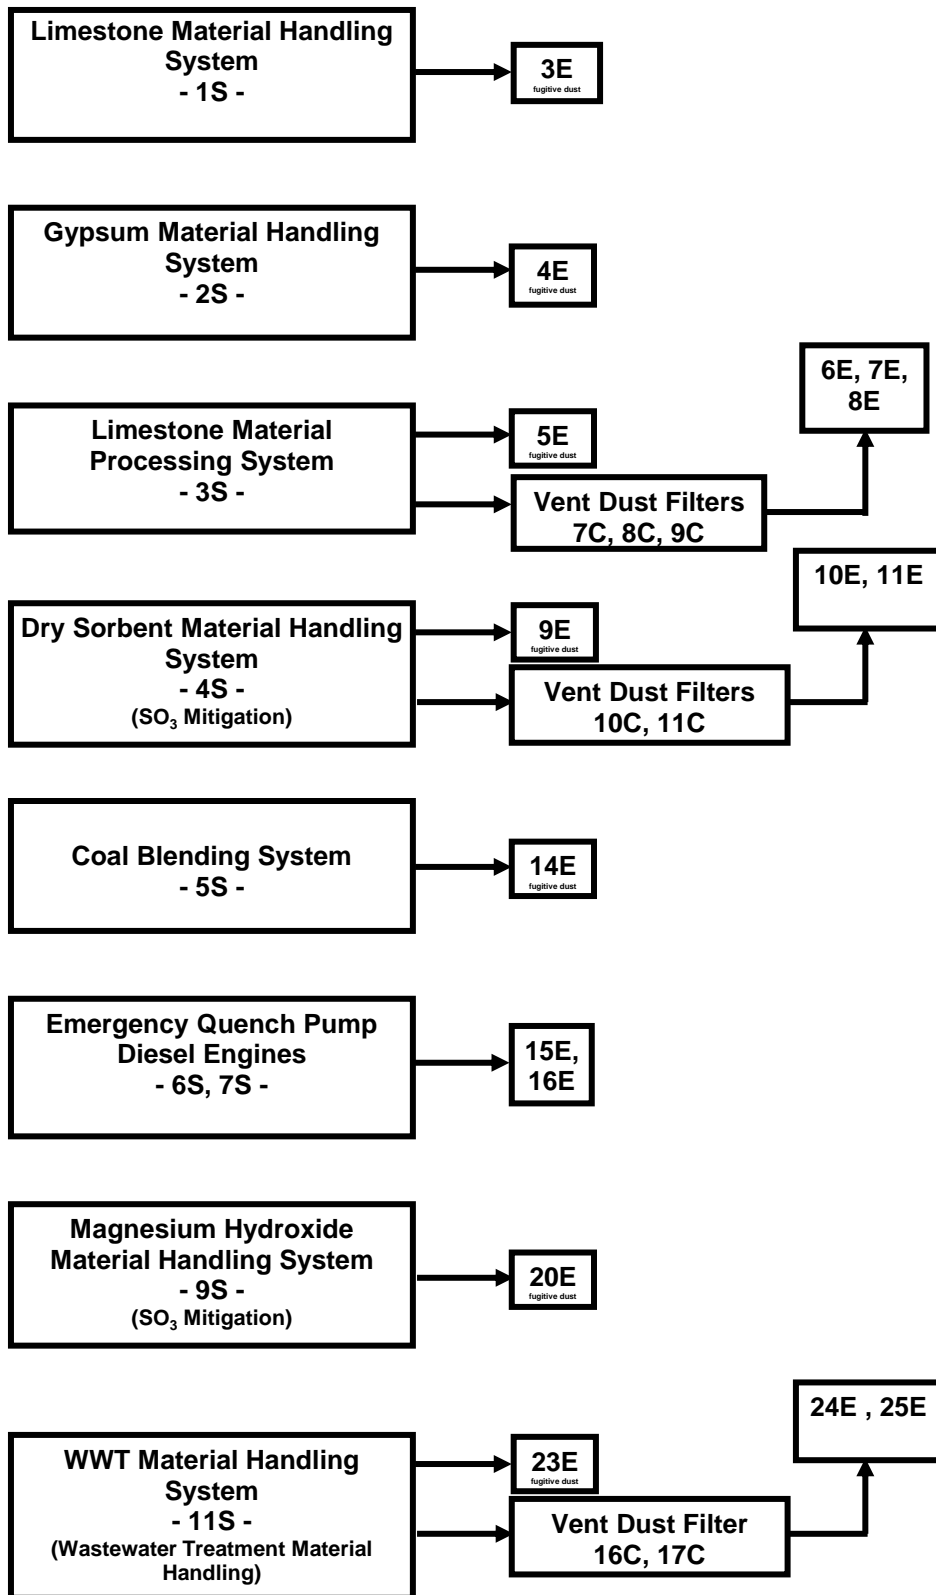 Limestone Material Handling
System
- 1S -
3E
fugitive dust
Gypsum Material Handling
System
- 2S -
4E
fugitive dust
Limestone Material
Processing System
- 3S -
5E
fugitive dust
Vent Dust Filters
7C, 8C, 9C
6E, 7E,
8E
Dry Sorbent Material Handling
System
- 4S -
(SO₃ Mitigation)
9E
fugitive dust
Vent Dust Filters
10C, 11C
10E, 11E
Coal Blending System
- 5S -
14E
fugitive dust
Emergency Quench Pump
Diesel Engines
- 6S, 7S -
15E,
16E
Magnesium Hydroxide
Material Handling System
- 9S -
(SO₃ Mitigation)
20E
fugitive dust
WWT Material Handling
System
- 11S -
(Wastewater Treatment Material
Handling)
23E
fugitive dust
Vent Dust Filter
16C, 17C
24E , 25E